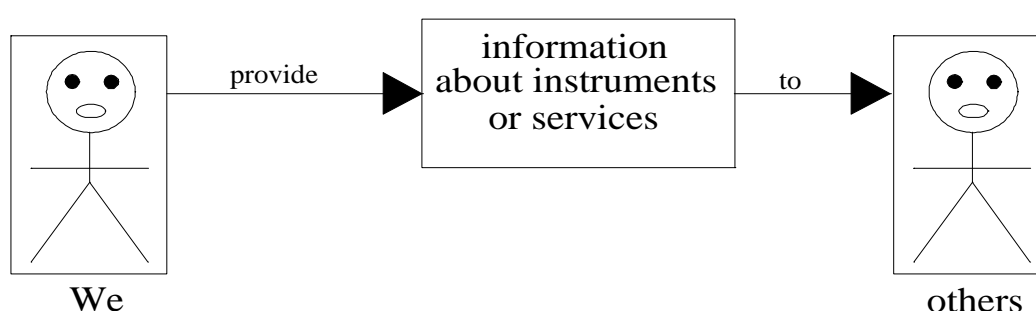 provide
information
about instruments
or services
to
We
others